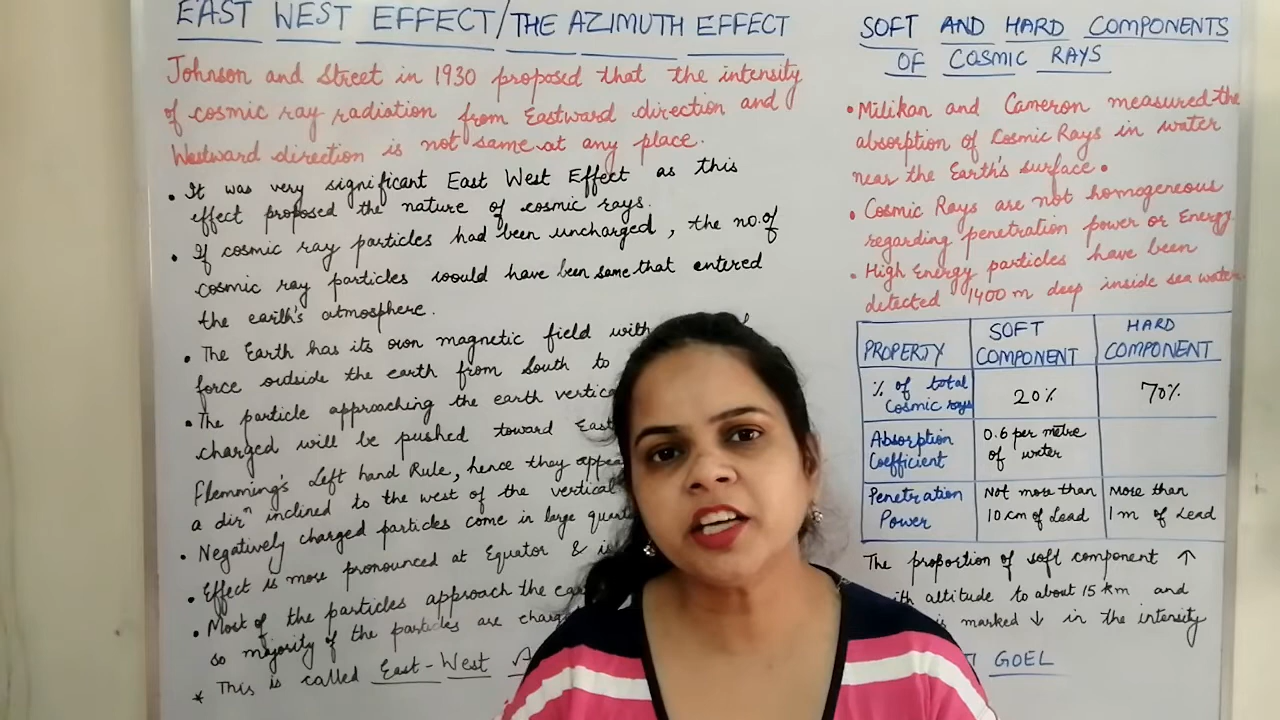 EAST WEST EFFECT/THE AZIMUTH EFFECT
Johnson and Street in 1930 proposed that the intensity
of cosmic ray radiation from Eastward direction and
Westward direction is not same at any place.
• It was very significant East West Effect as this
effect proposed the nature of cosmic rays.
• If cosmic ray particles had been uncharged, the no. of
cosmic ray particles would have been same that entered
the earth's atmosphere.
• The Earth has its own magnetic field with
force outside the earth from South to
• The particle approaching the earth
charged will be pushed toward East
Flemming's Left hand Rule, hence they
a dirⁿ inclined to the west of the vertical
• Negatively charged particles come in large
• Effect is more pronounced at Equator &
• Most of the particles approach the
so majority of the particles are
* This is called East-West
SOFT AND HARD COMPONENTS
OF COSMIC RAYS
• Milikan and Cameron measured the
absorption of Cosmic Rays in water
near the Earth's surface.
• Cosmic Rays are not homogeneous
regarding penetration power or Energy.
• High Energy particles have been
detected 1400 m deep inside sea water.
PROPERTY SOFT COMPONENT HARD COMPONENT
% of total Cosmic rays 20% 70%
Absorption Coefficient 0.6 per metre of water
Penetration Power Not more than 10 cm of Lead More than 1 m of Lead
The proportion of soft component ↑
altitude to about 15 km and
is marked ↓ in the intensity
GOEL